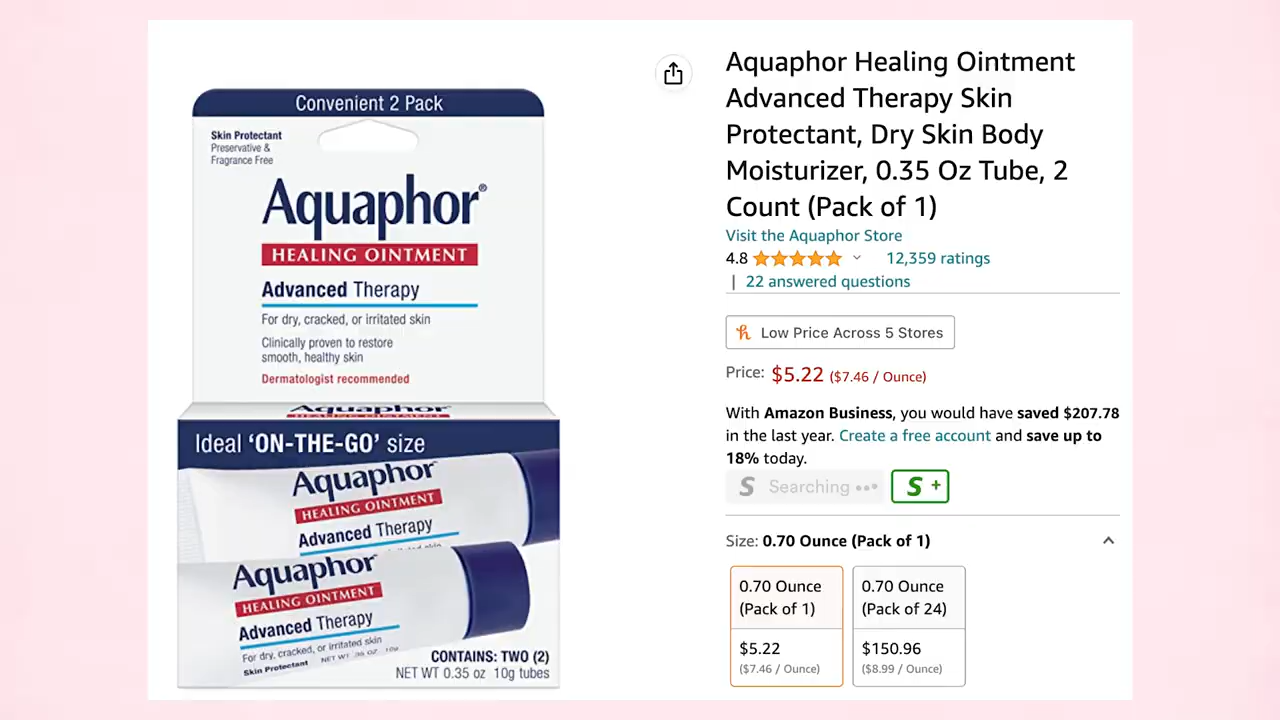 Convenient 2 Pack
Skin Protectant
Preservative &
Fragrance Free
Aquaphor®
HEALING OINTMENT
Advanced Therapy
For dry, cracked, or irritated skin
Clinically proven to restore
smooth, healthy skin
Dermatologist recommended
Aquaphor
HEALING OINTMENT
Ideal 'ON-THE-GO' size
Aquaphor
HEALING OINTMENT
Advanced Therapy
Aquaphor
HEALING OINTMENT
Advanced Therapy
For dry, cracked, or irritated skin
Skin Protectant
CONTAINS: TWO (2)
NET WT 0.35 oz 10g tubes
Aquaphor Healing Ointment
Advanced Therapy Skin
Protectant, Dry Skin Body
Moisturizer, 0.35 Oz Tube, 2
Count (Pack of 1)
Visit the Aquaphor Store
4.8 12,359 ratings
| 22 answered questions
Low Price Across 5 Stores
Price: $5.22 ($7.46 / Ounce)
With Amazon Business, you would have saved $207.78
in the last year. Create a free account and save up to
18% today.
S Searching ••• S +
Size: 0.70 Ounce (Pack of 1)
0.70 Ounce
(Pack of 1)
$5.22
($7.46 / Ounce)
0.70 Ounce
(Pack of 24)
$150.96
($8.99 / Ounce)